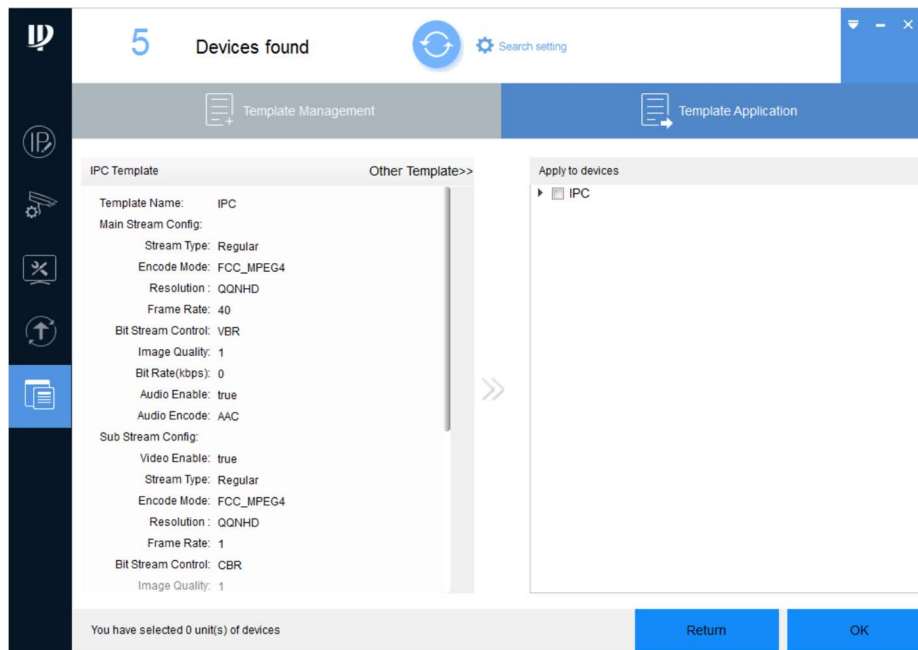 5 Devices found
Search setting
Template Management
Template Application
IP
IPC Template
Other Template>>
Template Name: IPC
Main Stream Config:
Stream Type: Regular
Encode Mode: FCC_MPEG4
Resolution : QQNHD
Frame Rate: 40
Bit Stream Control: VBR
Image Quality: 1
Bit Rate(kbps): 0
Audio Enable: true
Audio Encode: AAC
Sub Stream Config:
Video Enable: true
Stream Type: Regular
Encode Mode: FCC_MPEG4
Resolution : QQNHD
Frame Rate: 1
Bit Stream Control: CBR
Image Quality: 1
Apply to devices
IPC
You have selected 0 unit(s) of devices
Return
OK